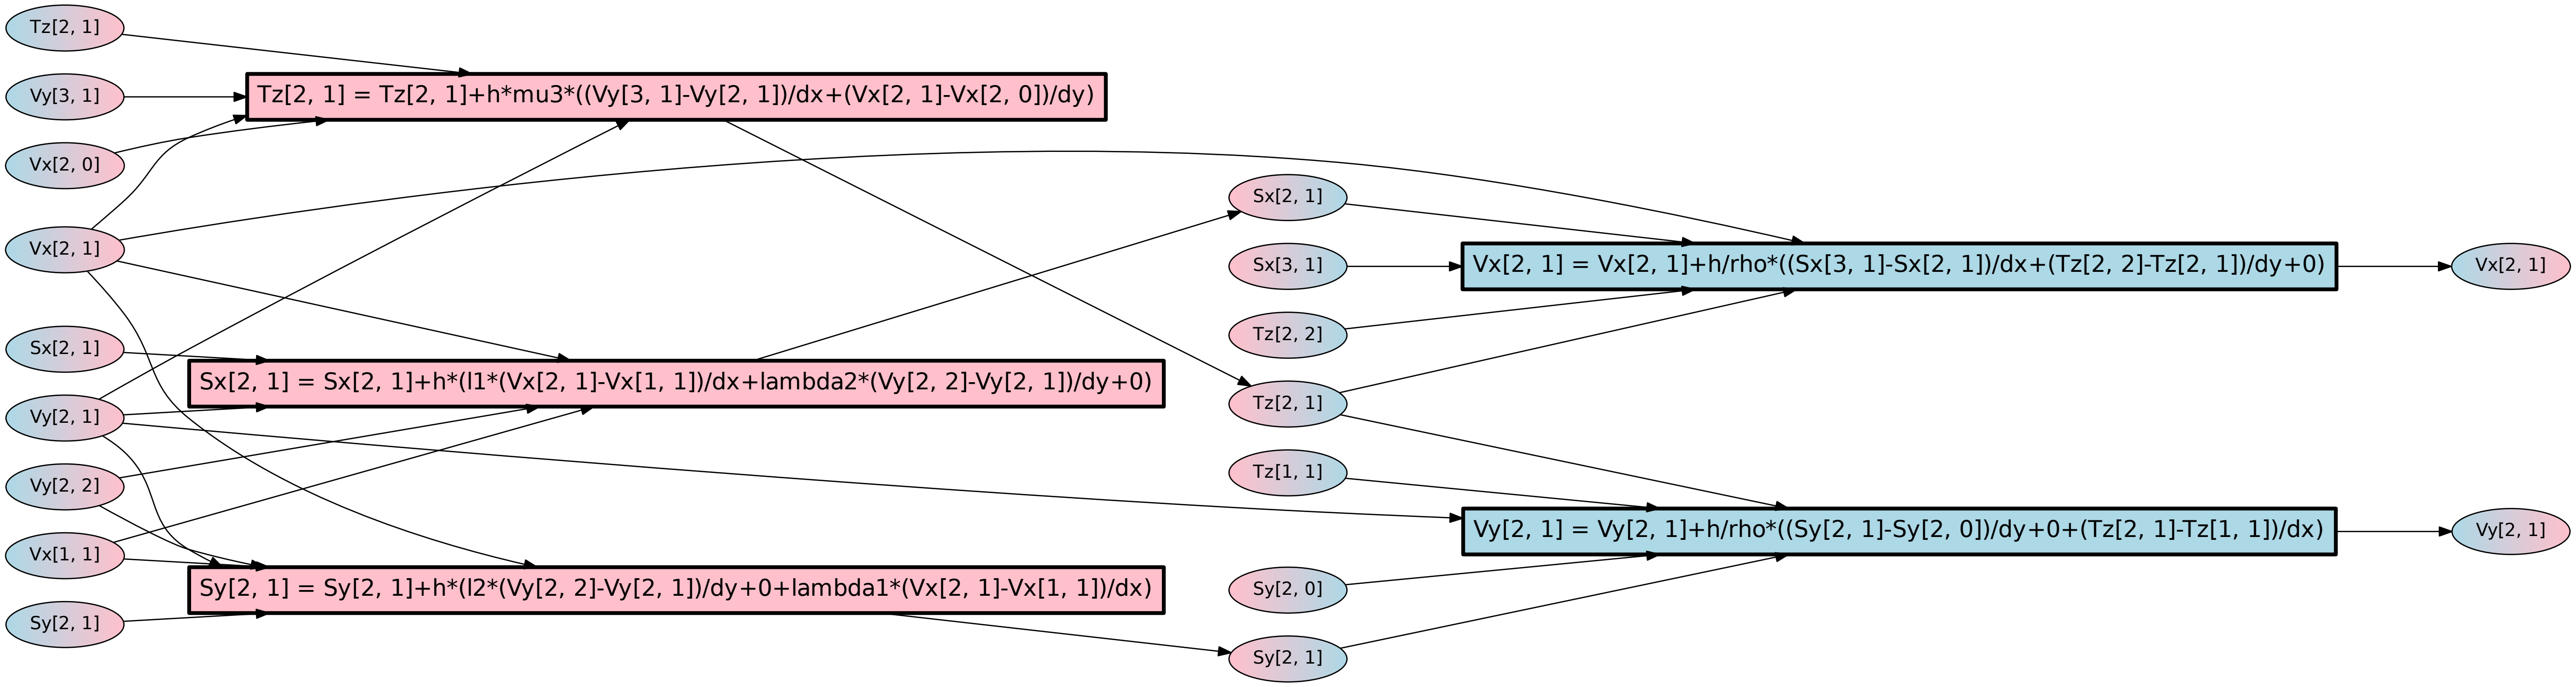 Tz[2, 1]
Vy[3, 1]
Vx[2, 0]
Vx[2, 1]
Sx[2, 1]
Vy[2, 1]
Vy[2, 2]
Vx[1, 1]
Sy[2, 1]
Tz[2, 1] = Tz[2, 1]+h*mu3*((Vy[3, 1]-Vy[2, 1])/dx+(Vx[2, 1]-Vx[2, 0])/dy)
Sx[2, 1] = Sx[2, 1]+h*(l1*(Vx[2, 1]-Vx[1, 1])/dx+lambda2*(Vy[2, 2]-Vy[2, 1])/dy+0)
Sy[2, 1] = Sy[2, 1]+h*(l2*(Vy[2, 2]-Vy[2, 1])/dy+0+lambda1*(Vx[2, 1]-Vx[1, 1])/dx)
Sx[2, 1]
Sx[3, 1]
Tz[2, 2]
Tz[2, 1]
Tz[1, 1]
Sy[2, 0]
Sy[2, 1]
Vx[2, 1] = Vx[2, 1]+h/rho*((Sx[3, 1]-Sx[2, 1])/dx+(Tz[2, 2]-Tz[2, 1])/dy+0)
Vy[2, 1] = Vy[2, 1]+h/rho*((Sy[2, 1]-Sy[2, 0])/dy+0+(Tz[2, 1]-Tz[1, 1])/dx)
Vx[2, 1]
Vy[2, 1]